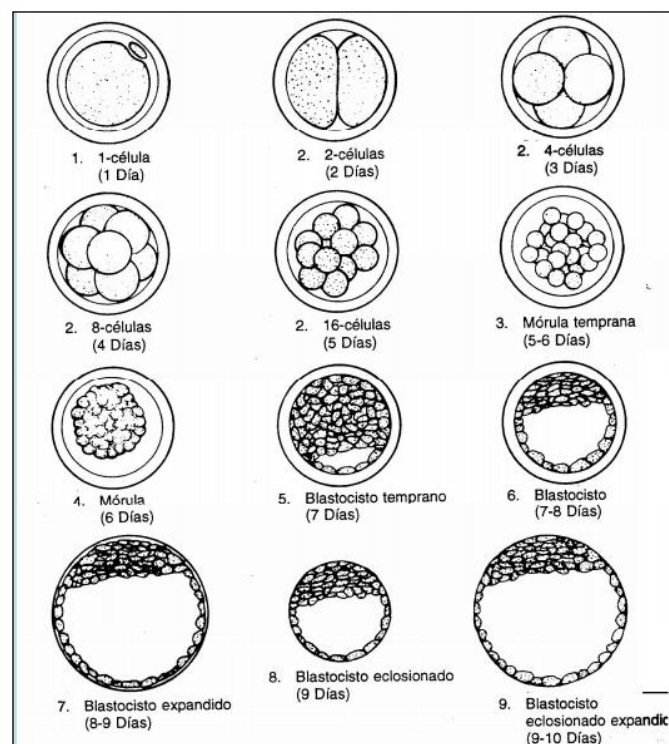 1. 1-célula
(1 Día)
2. 2-células
(2 Días)
2. 4-células
(3 Días)
2. 8-células
(4 Días)
2. 16-células
(5 Días)
3. Mórula temprana
(5-6 Días)
4. Mórula
(6 Días)
5. Blastocisto temprano
(7 Días)
6. Blastocisto
(7-8 Días)
7. Blastocisto expandido
(8-9 Días)
8. Blastocisto eclosionado
(9 Días)
9. Blastocisto
eclosionado expandic
(9-10 Días)